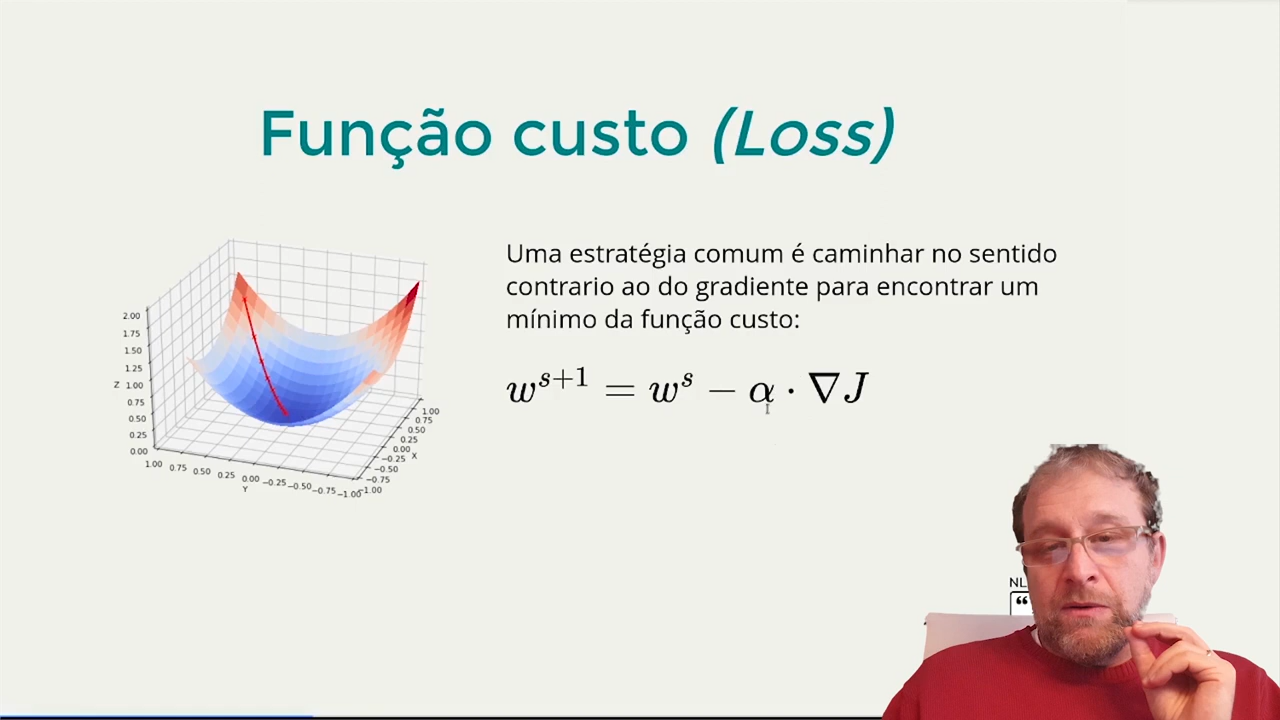 Função custo (Loss)
Uma estratégia comum é caminhar no sentido
contrario ao do gradiente para encontrar um
mínimo da função custo:
w^{s+1} = w^s − α · ∇J
2.00
1.75
1.50
1.25
Z 1.00
0.75
0.50
0.25
0.00
1.00 0.75 0.50 0.25 0.00 −0.25 −0.50 −0.75 −1.00
Y
1.00
0.75
0.50
0.25
0.00
X
−0.25
−0.50
−0.75
−1.00
NL
“